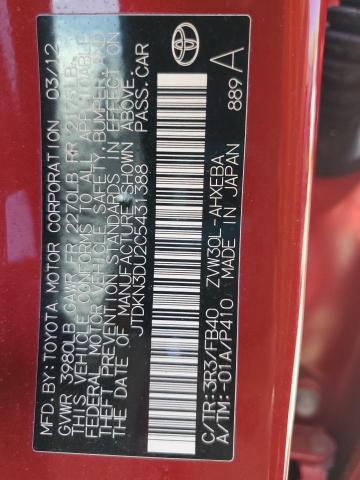 MFD. BY: TOYOTA MOTOR CORPORATION 03/12
GVWR 3980LB GAWR FR 2270LB RR
THIS VEHICLE CONFORMS TO ALL APPLICABLE
FEDERAL MOTOR VEHICLE SAFETY, BUMPER, AND
THEFT PREVENTION STANDARDS IN EFFECT ON
THE DATE OF MANUFACTURE SHOWN ABOVE.
JTDKN3DU2C5431388 PASS. CAR
C/TR: 3R3/FB40 ZVW30L-AHXEBA
A/TM: -01A/P410 MADE IN JAPAN
889 A